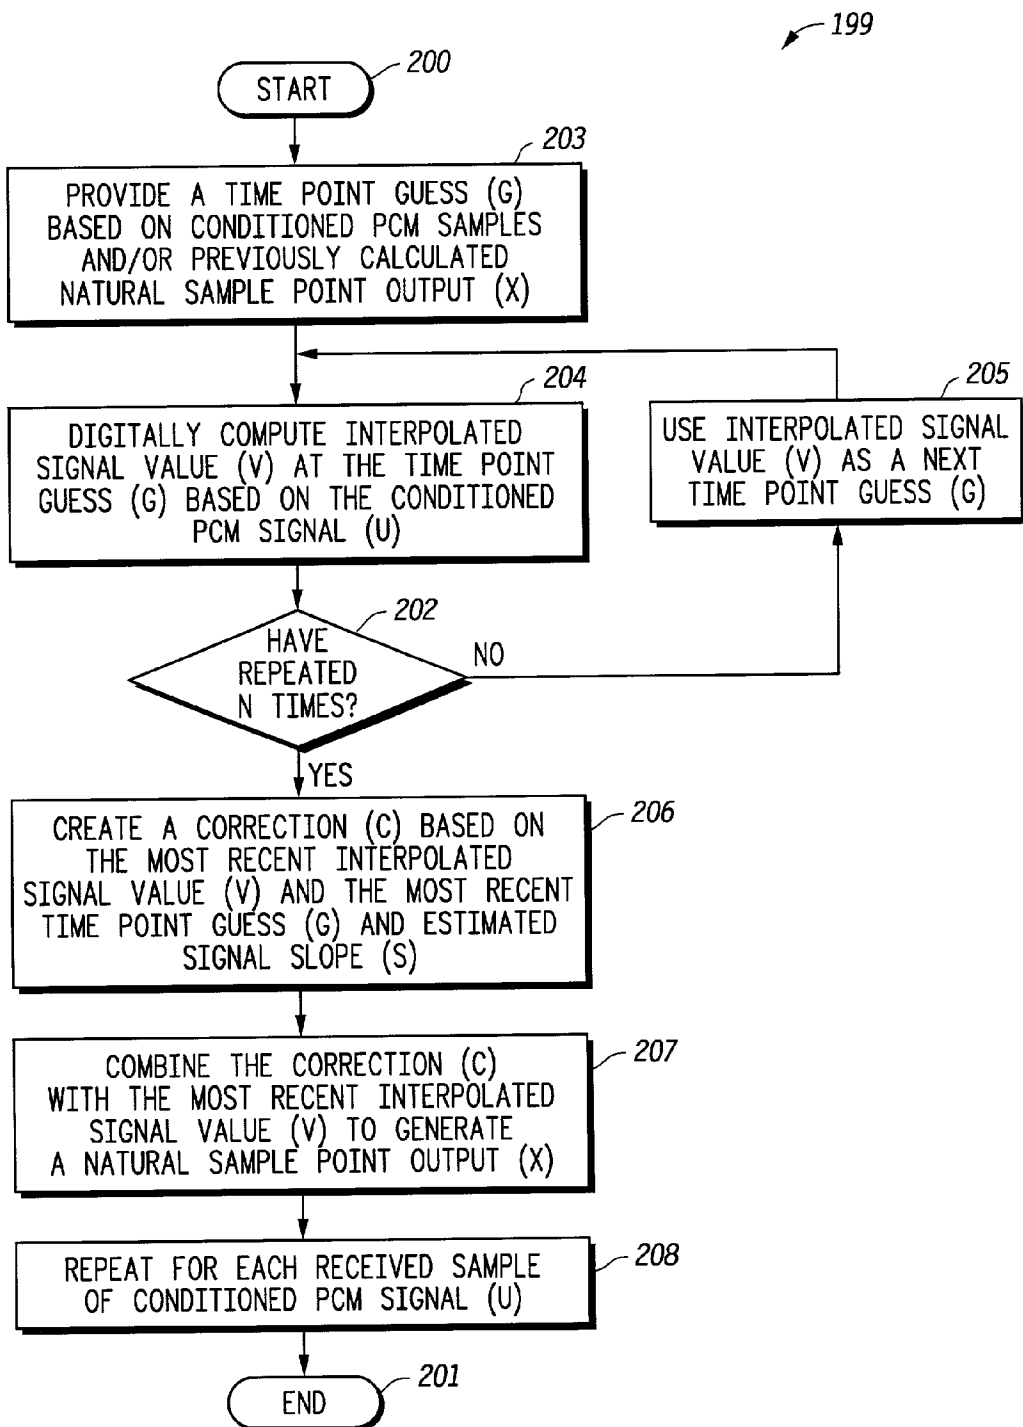 199
START
200
203
PROVIDE A TIME POINT GUESS (G)
BASED ON CONDITIONED PCM SAMPLES
AND/OR PREVIOUSLY CALCULATED
NATURAL SAMPLE POINT OUTPUT (X)
204
DIGITALLY COMPUTE INTERPOLATED
SIGNAL VALUE (V) AT THE TIME POINT
GUESS (G) BASED ON THE CONDITIONED
PCM SIGNAL (U)
205
USE INTERPOLATED SIGNAL
VALUE (V) AS A NEXT
TIME POINT GUESS (G)
202
HAVE
REPEATED
N TIMES?
NO
YES
206
CREATE A CORRECTION (C) BASED ON
THE MOST RECENT INTERPOLATED
SIGNAL VALUE (V) AND THE MOST RECENT
TIME POINT GUESS (G) AND ESTIMATED
SIGNAL SLOPE (S)
207
COMBINE THE CORRECTION (C)
WITH THE MOST RECENT INTERPOLATED
SIGNAL VALUE (V) TO GENERATE
A NATURAL SAMPLE POINT OUTPUT (X)
208
REPEAT FOR EACH RECEIVED SAMPLE
OF CONDITIONED PCM SIGNAL (U)
END
201